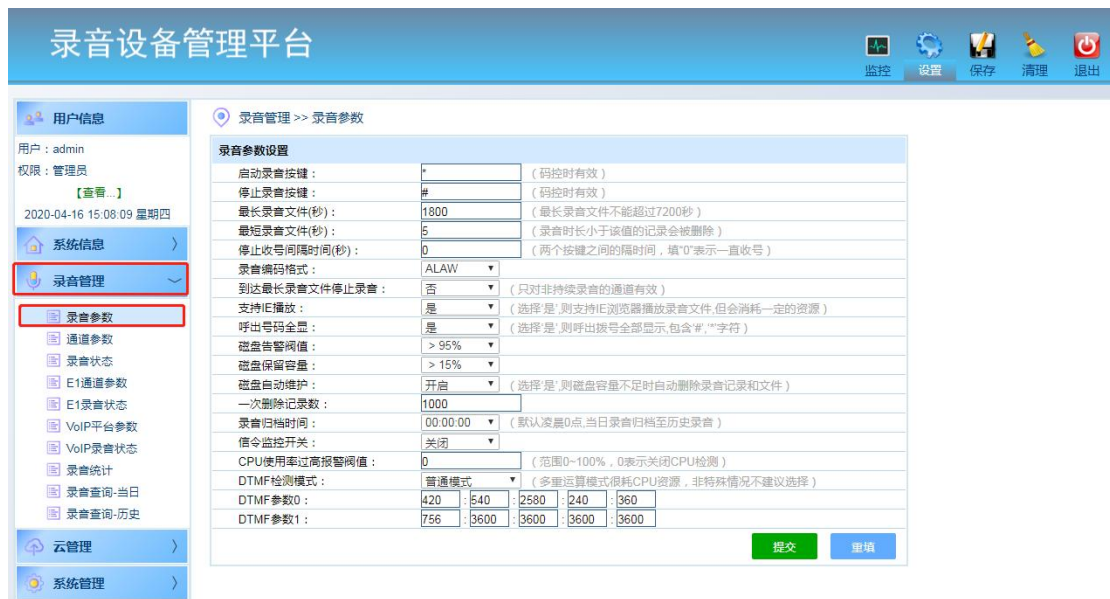 录音设备管理平台
监控 设置 保存 清理 退出
用户信息
用户：admin
权限：管理员
【查看...】
2020-04-16 15:08:09 星期四
系统信息
录音管理
录音参数
通道参数
录音状态
E1通道参数
E1录音状态
VoIP平台参数
VoIP录音状态
录音统计
录音查询-当日
录音查询-历史
云管理
系统管理
录音管理 >> 录音参数
录音参数设置
启动录音按键： * （码控时有效）
停止录音按键： # （码控时有效）
最长录音文件(秒)： 1800 （最长录音文件不能超过7200秒）
最短录音文件(秒)： 5 （录音时长小于该值的记录会被删除）
停止收号间隔时间(秒)： 0 （两个按键之间的隔时间，填"0"表示一直收号）
录音编码格式： ALAW
到达最长录音文件停止录音： 否 （只对非持续录音的通道有效）
支持IE播放： 是 （选择'是',则支持IE浏览器播放录音文件,但会消耗一定的资源）
呼出号码全显： 是 （选择'是',则呼出拨号全部显示,包含'#','*'字符）
磁盘告警阀值： > 95%
磁盘保留容量： > 15%
磁盘自动维护： 开启 （选择'是',则磁盘容量不足时自动删除录音记录和文件）
一次删除记录数： 1000
录音归档时间： 00:00:00 （默认凌晨0点,当日录音归档至历史录音）
信令监控开关： 关闭
CPU使用率过高报警阀值： 0 （范围0~100%，0表示关闭CPU检测）
DTMF检测模式： 普通模式 （多重运算模式很耗CPU资源，非特殊情况不建议选择）
DTMF参数0： 420 : 540 : 2580 : 240 : 360
DTMF参数1： 756 : 3600 : 3600 : 3600 : 3600
提交 重填